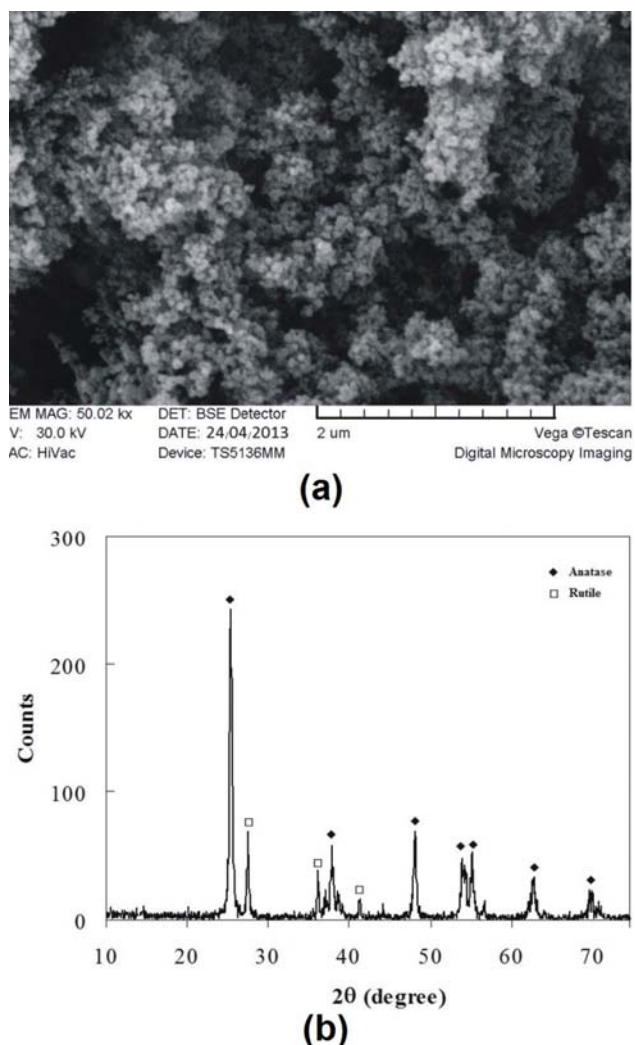 EM MAG: 50.02 kx DET: BSE Detector
V: 30.0 kV DATE: 24/04/2013 2 um Vega ©Tescan
AC: HiVac Device: TS5136MM Digital Microscopy Imaging
(a)
300
200
100
0
Counts
Anatase
Rutile
10 20 30 40 50 60 70
2θ (degree)
(b)